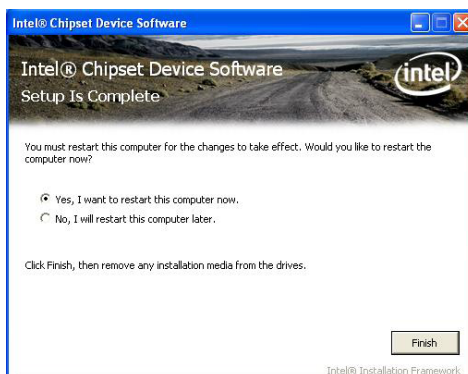 Intel® Chipset Device Software
Intel® Chipset Device Software
Setup Is Complete
intel
You must restart this computer for the changes to take effect. Would you like to restart the
computer now?
Yes, I want to restart this computer now.
No, I will restart this computer later.
Click Finish, then remove any installation media from the drives.
Finish
Intel® Installation Framework